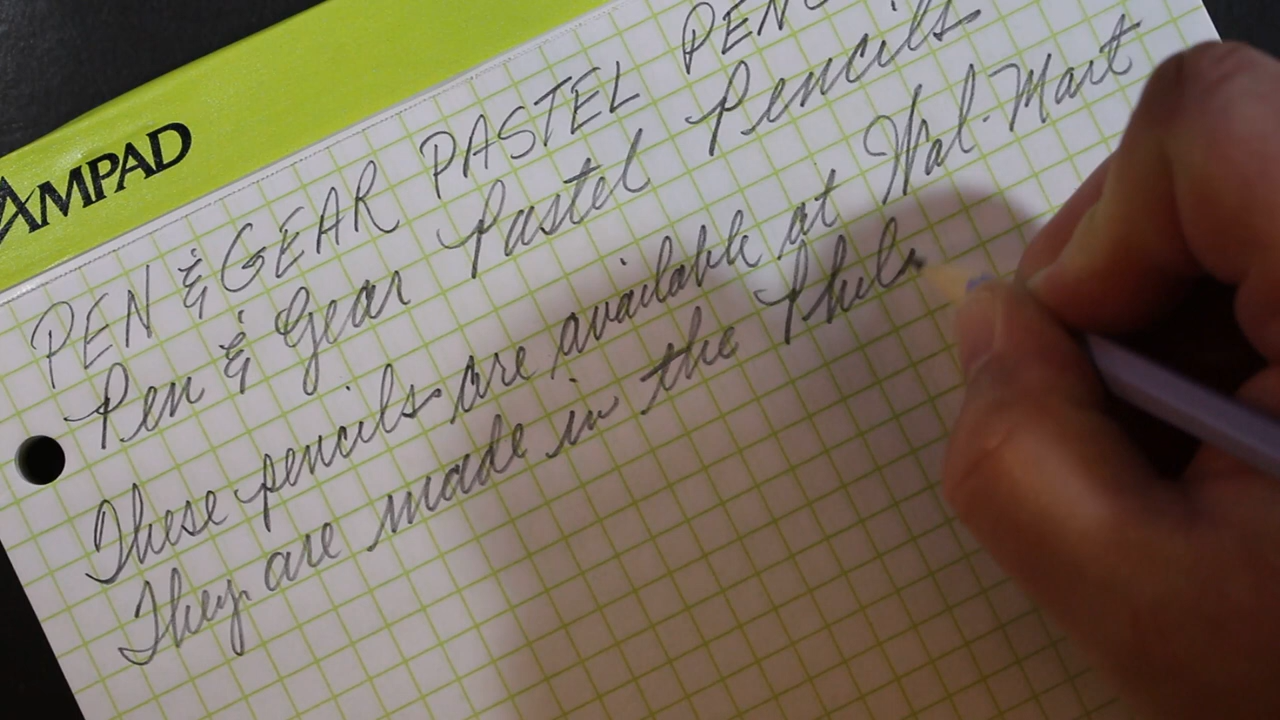 AMPAD
PEN & GEAR PASTEL PENC
Pen & Gear Pastel Pencils
These pencils are available at Wal-Mart
They are made in the Phil